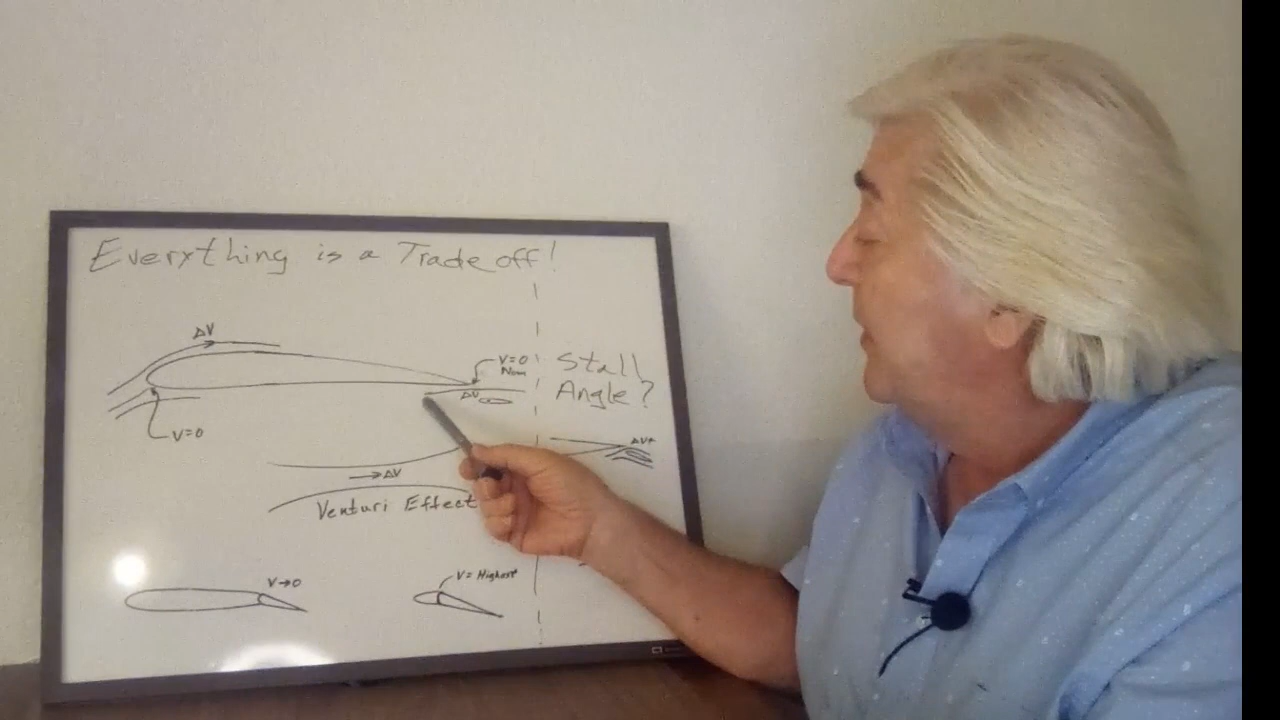 Everything is a Trade off!
ΔV
V=0
Nom
Stall
Angle?
ΔV
V=0
ΔV+
→ΔV
Venturi Effect
V→0
V= Highest